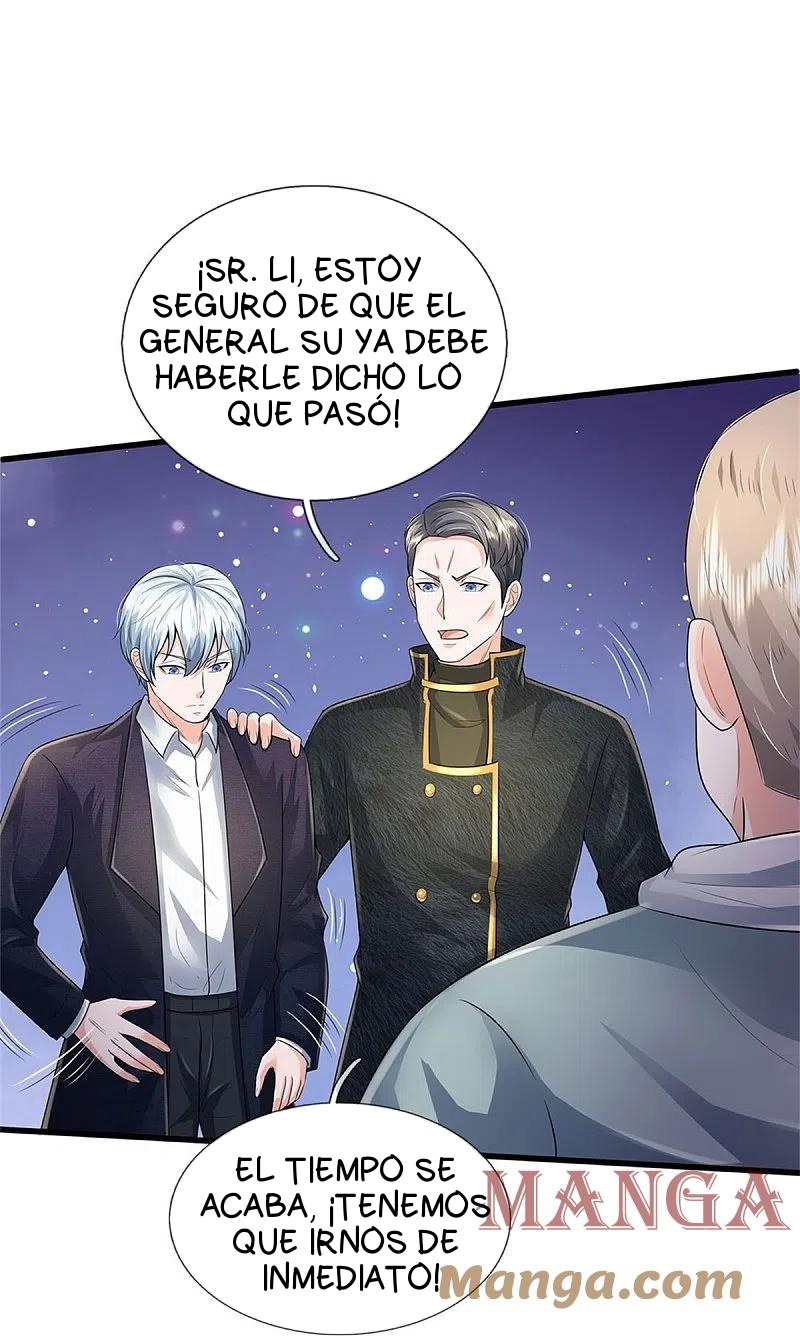 ¡SR. LI, ESTOY
SEGURO DE QUE EL
GENERAL SU YA DEBE
HABERLE DICHO LO
QUE PASÓ!
EL TIEMPO SE
ACABA, ¡TENEMOS
QUE IRNOS DE
INMEDIATO!
MANGA
Manga.com